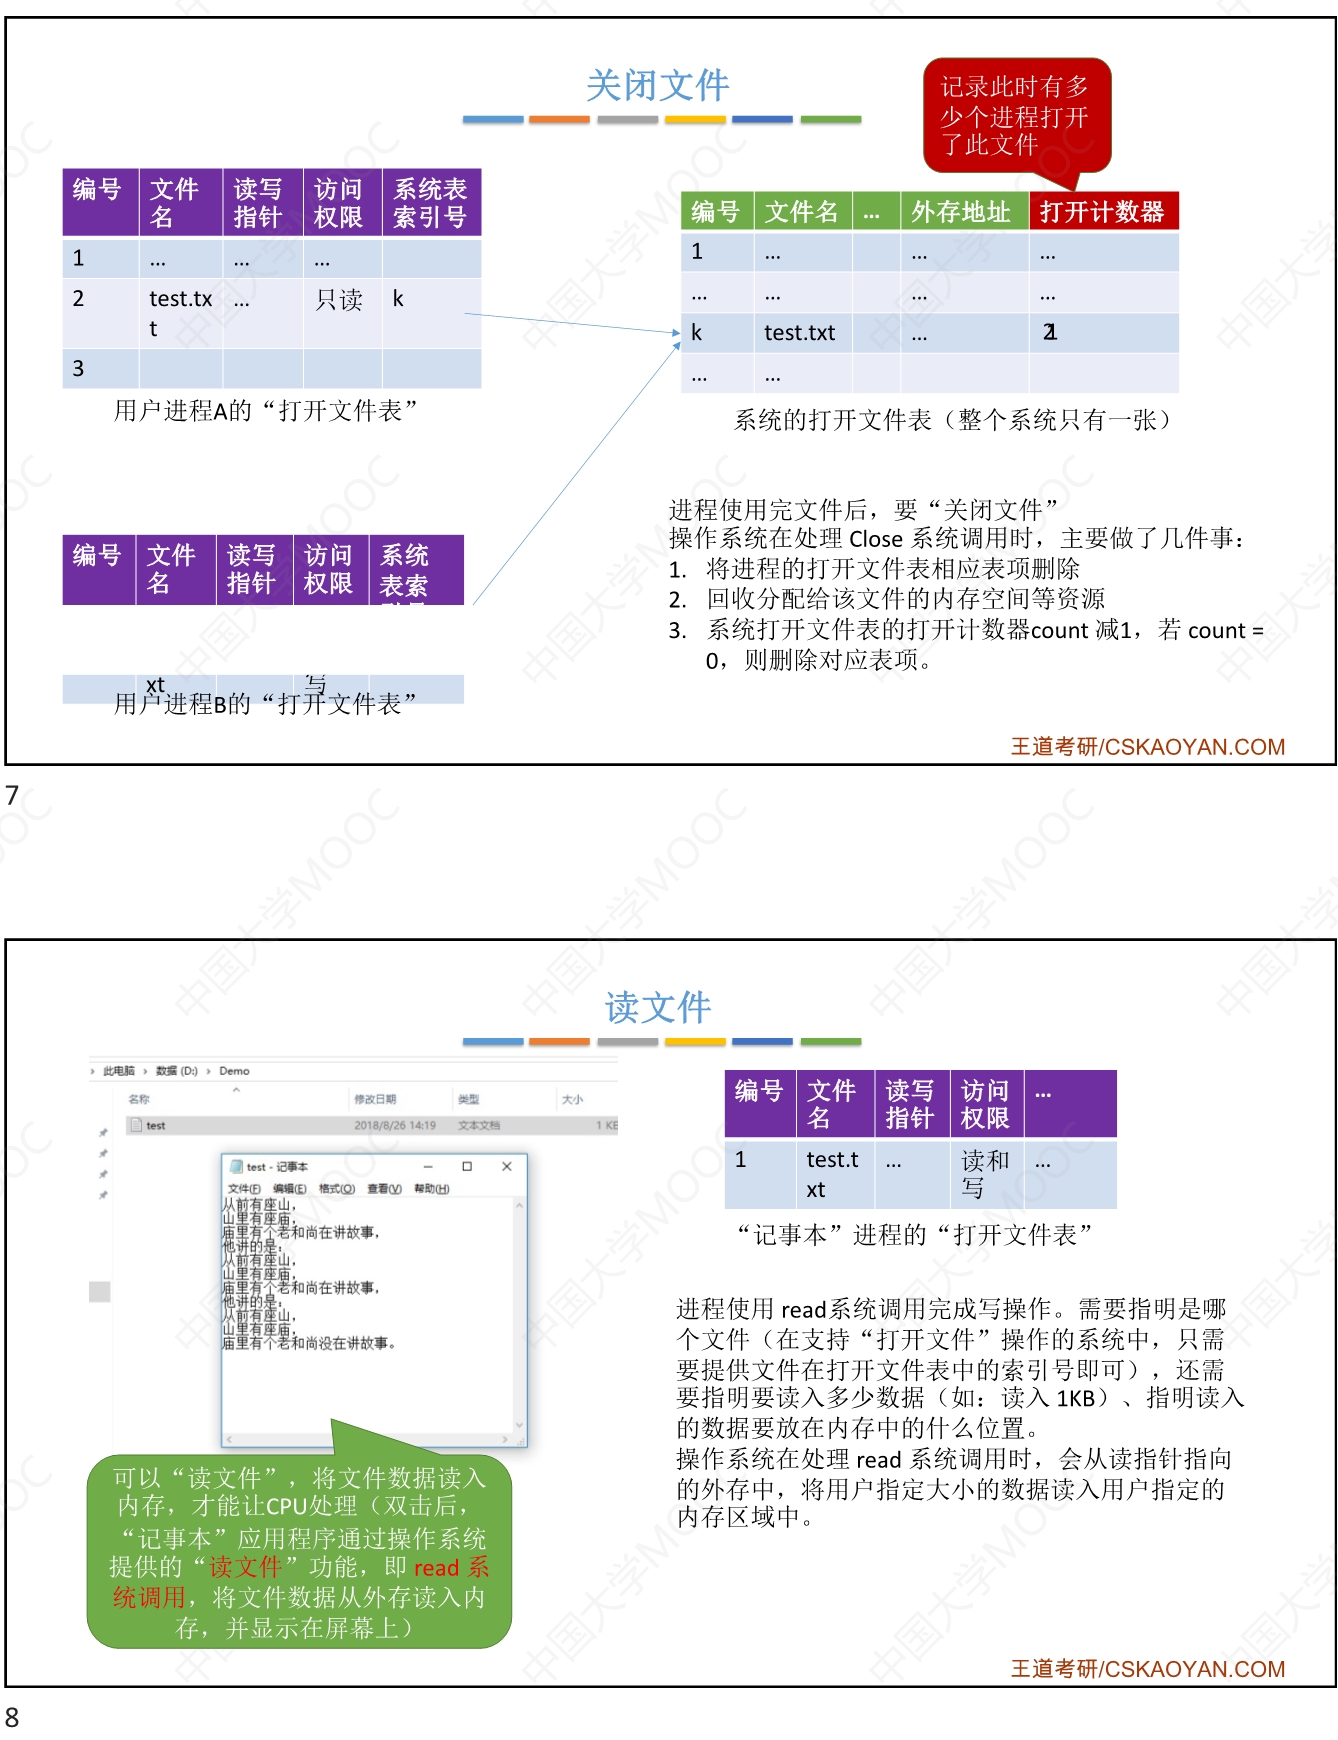 关闭文件
记录此时有多
少个进程打开
了此文件
编号 文件名 读写指针 访问权限 系统表索引号
1 … … …
2 test.txt … 只读 k
3
用户进程A的“打开文件表”
编号 文件名 … 外存地址 打开计数器
1 … … …
… … … …
k test.txt …
… …
系统的打开文件表（整个系统只有一张）
编号 文件名 读写指针 访问权限 系统表索
xt 写
用户进程B的“打开文件表”
进程使用完文件后，要“关闭文件”
操作系统在处理 Close 系统调用时，主要做了几件事：
1. 将进程的打开文件表相应表项删除
2. 回收分配给该文件的内存空间等资源
3. 系统打开文件表的打开计数器count 减1，若 count =
0，则删除对应表项。
王道考研/CSKAOYAN.COM
7
读文件
› 此电脑 › 数据 (D:) › Demo
名称 修改日期 类型 大小
test 2018/8/26 14:19 文本文档 1 KB
test - 记事本
文件(F) 编辑(E) 格式(O) 查看(V) 帮助(H)
从前有座山，
山里有座庙，
庙里有个老和尚在讲故事，
他讲的是：
从前有座山，
山里有座庙，
庙里有个老和尚在讲故事，
他讲的是：
从前有座山，
山里有座庙，
庙里有个老和尚没在讲故事。
可以“读文件”，将文件数据读入
内存，才能让CPU处理（双击后，
“记事本”应用程序通过操作系统
提供的“读文件”功能，即 read 系
统调用，将文件数据从外存读入内
存，并显示在屏幕上）
编号 文件名 读写指针 访问权限 …
1 test.txt … 读和写 …
“记事本”进程的“打开文件表”
进程使用 read系统调用完成写操作。需要指明是哪
个文件（在支持“打开文件”操作的系统中，只需
要提供文件在打开文件表中的索引号即可），还需
要指明要读入多少数据（如：读入 1KB）、指明读入
的数据要放在内存中的什么位置。
操作系统在处理 read 系统调用时，会从读指针指向
的外存中，将用户指定大小的数据读入用户指定的
内存区域中。
王道考研/CSKAOYAN.COM
8
中国大学MOOC